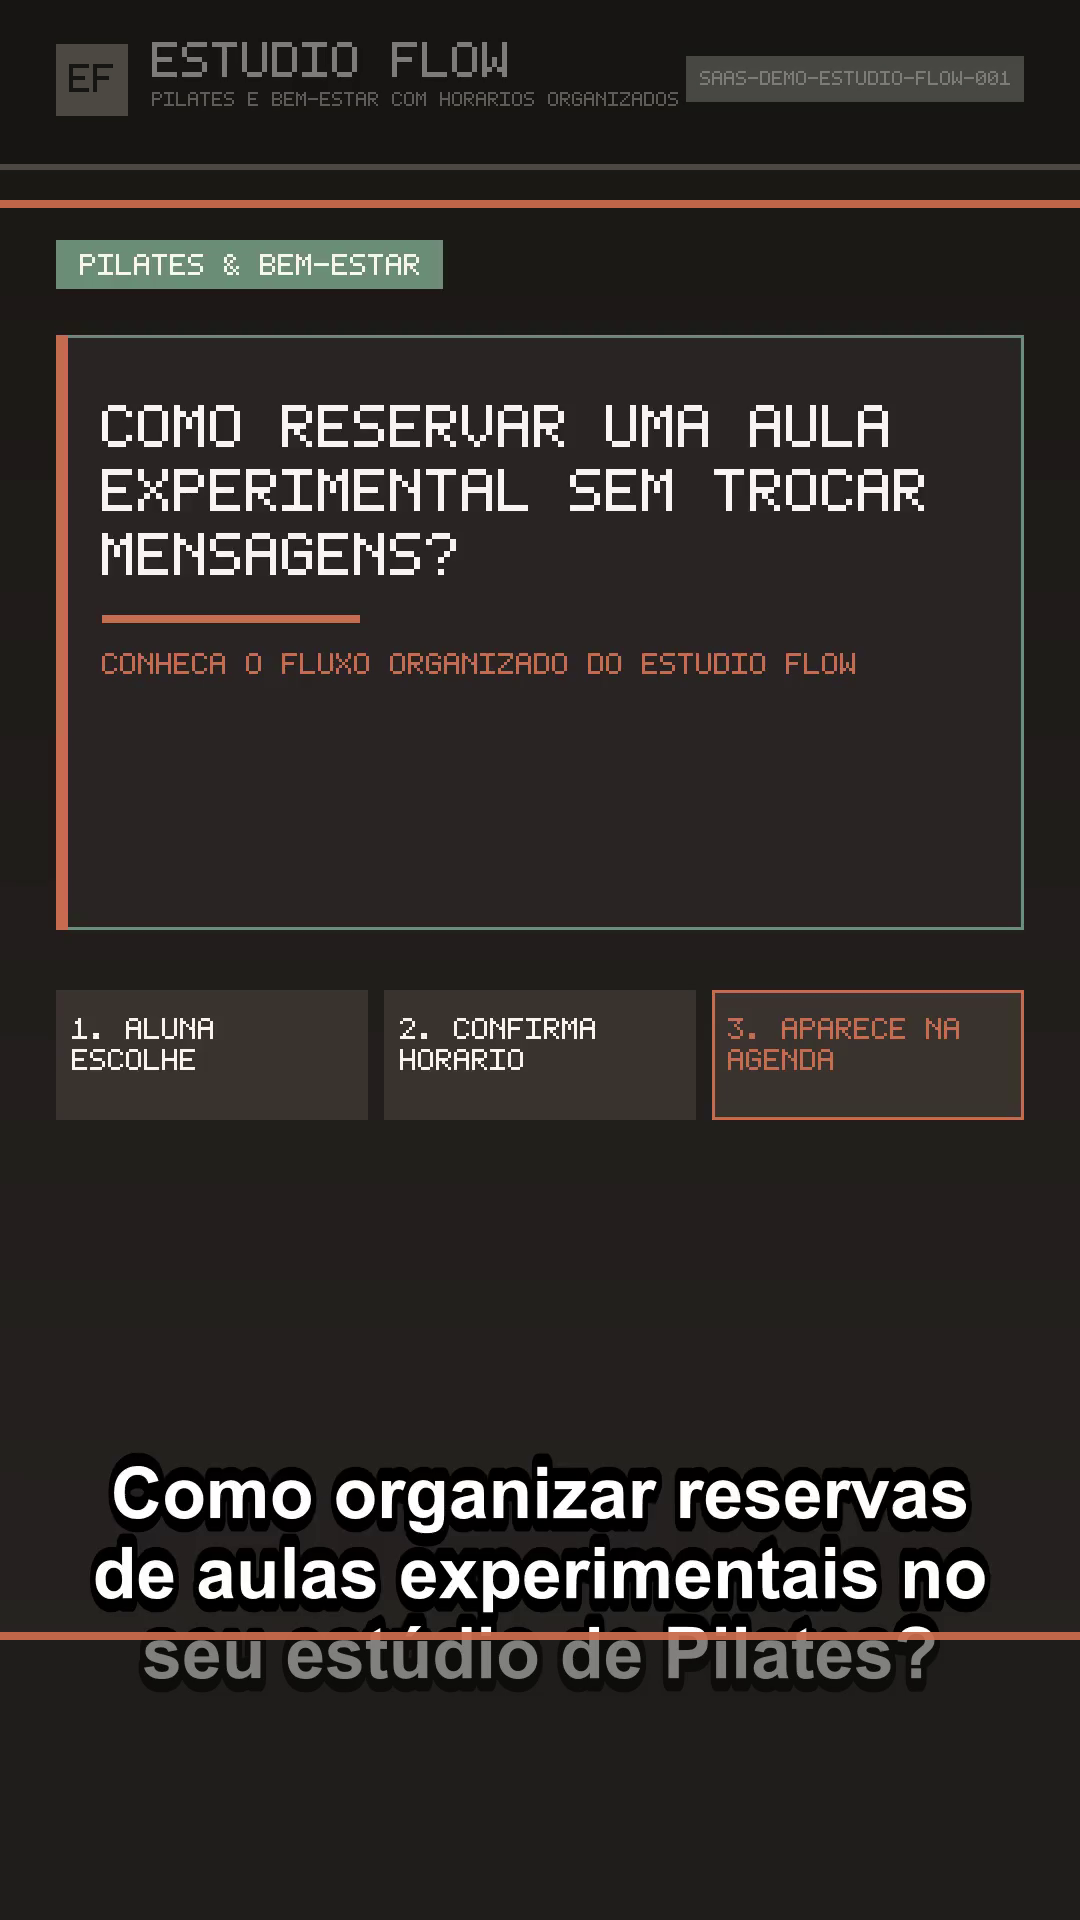 EF
ESTUDIO FLOW
PILATES E BEM-ESTAR COM HORARIOS ORGANIZADOS
SAAS-DEMO-ESTUDIO-FLOW-001
PILATES & BEM-ESTAR
COMO RESERVAR UMA AULA
EXPERIMENTAL SEM TROCAR
MENSAGENS?
CONHECA O FLUXO ORGANIZADO DO ESTUDIO FLOW
1. ALUNA
ESCOLHE
2. CONFIRMA
HORARIO
3. APARECE NA
AGENDA
Como organizar reservas
de aulas experimentais no
seu estúdio de Pilates?